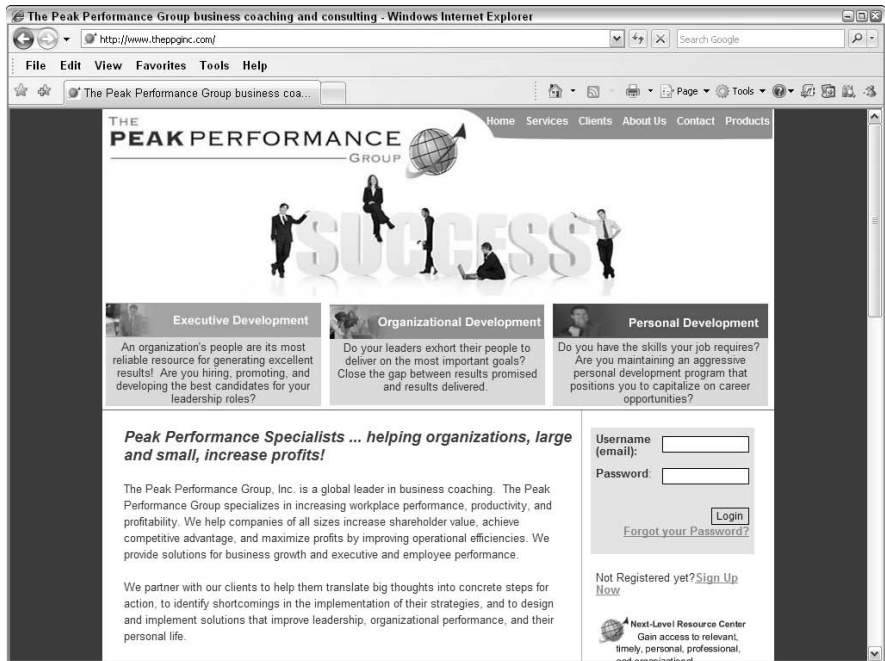 The Peak Performance Group business coaching and consulting - Windows Internet Explorer
http://www.theppginc.com/
Search Google
File Edit View Favorites Tools Help
The Peak Performance Group business coa...
Page Tools
THE
PEAK PERFORMANCE
GROUP
Home Services Clients About Us Contact Products
SUCCESS
Executive Development
An organization's people are its most
reliable resource for generating excellent
results! Are you hiring, promoting, and
developing the best candidates for your
leadership roles?
Organizational Development
Do your leaders exhort their people to
deliver on the most important goals?
Close the gap between results promised
and results delivered.
Personal Development
Do you have the skills your job requires?
Are you maintaining an aggressive
personal development program that
positions you to capitalize on career
opportunities?
Peak Performance Specialists ... helping organizations, large
and small, increase profits!
The Peak Performance Group, Inc. is a global leader in business coaching. The Peak
Performance Group specializes in increasing workplace performance, productivity, and
profitability. We help companies of all sizes increase shareholder value, achieve
competitive advantage, and maximize profits by improving operational efficiencies. We
provide solutions for business growth and executive and employee performance.
We partner with our clients to help them translate big thoughts into concrete steps for
action, to identify shortcomings in the implementation of their strategies, and to design
and implement solutions that improve leadership, organizational performance, and their
personal life.
Username
(email):
Password:
Login
Forgot your Password?
Not Registered yet?Sign Up
Now
Next-Level Resource Center
Gain access to relevant,
timely, personal, professional,
and organizational